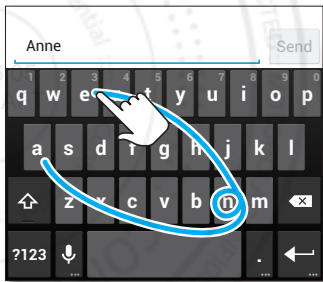 Anne
Send
1 2 3 4 5 6 7 8 9 0
q w e t y u i o p
a s d f g h j k l
z x c v b n m
?123 .